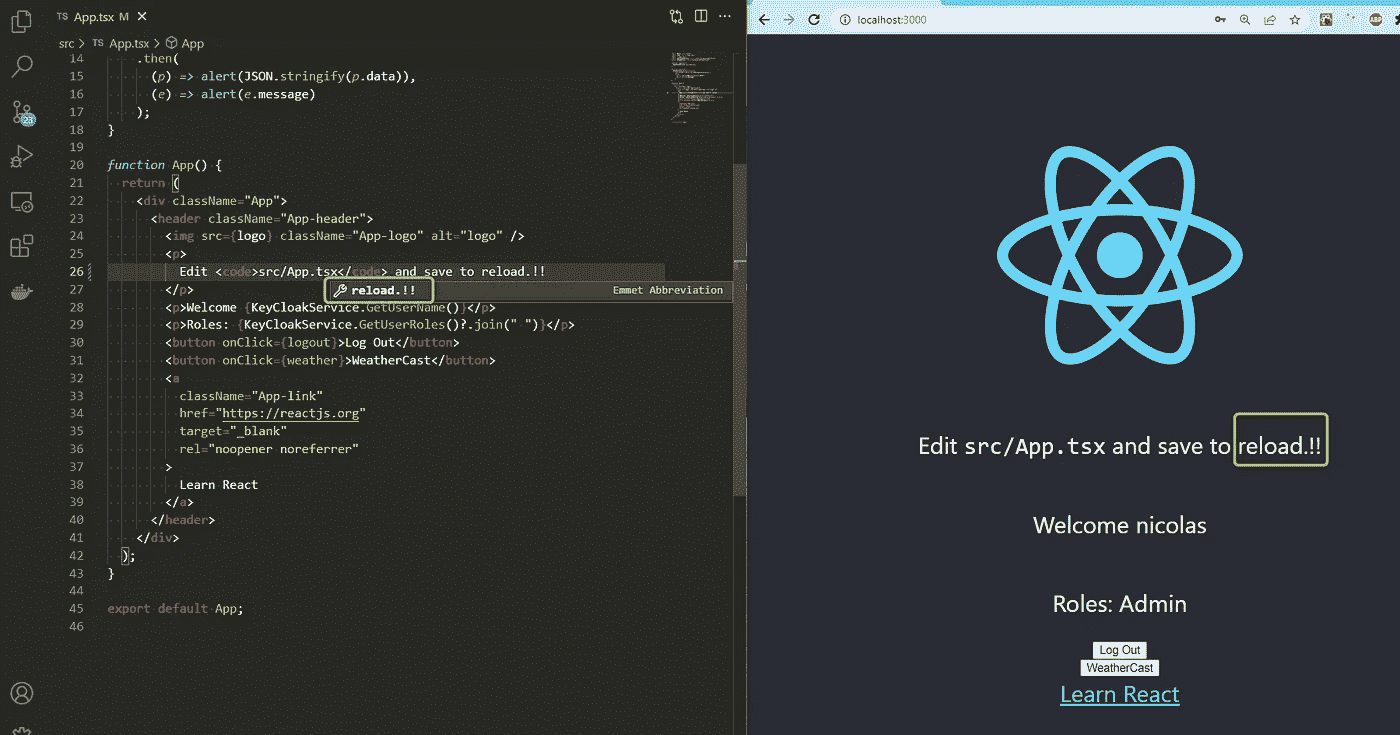 TS App.tsx M
src > TS App.tsx > App
14 .then(
15 (p) => alert(JSON.stringify(p.data)),
16 (e) => alert(e.message)
17 );
18 }
19
20 function App() {
21 return (
22 <div className="App">
23 <header className="App-header">
24 <img src={logo} className="App-logo" alt="logo" />
25 <p>
26 Edit <code>src/App.tsx</code> and save to reload.!!
27 </p>
reload.!! Emmet Abbreviation
28 <p>Welcome {KeyCloakService.GetUserName()}</p>
29 <p>Roles: {KeyCloakService.GetUserRoles()?.join(" ")}</p>
30 <button onClick={logout}>Log Out</button>
31 <button onClick={weather}>WeatherCast</button>
32 <a
33 className="App-link"
34 href="https://reactjs.org"
35 target="_blank"
36 rel="noopener noreferrer"
37 >
38 Learn React
39 </a>
40 </header>
41 </div>
42 );
43 }
44
45 export default App;
46
23
localhost:3000
ABP
Edit src/App.tsx and save to reload.!!
Welcome nicolas
Roles: Admin
Log Out
WeatherCast
Learn React